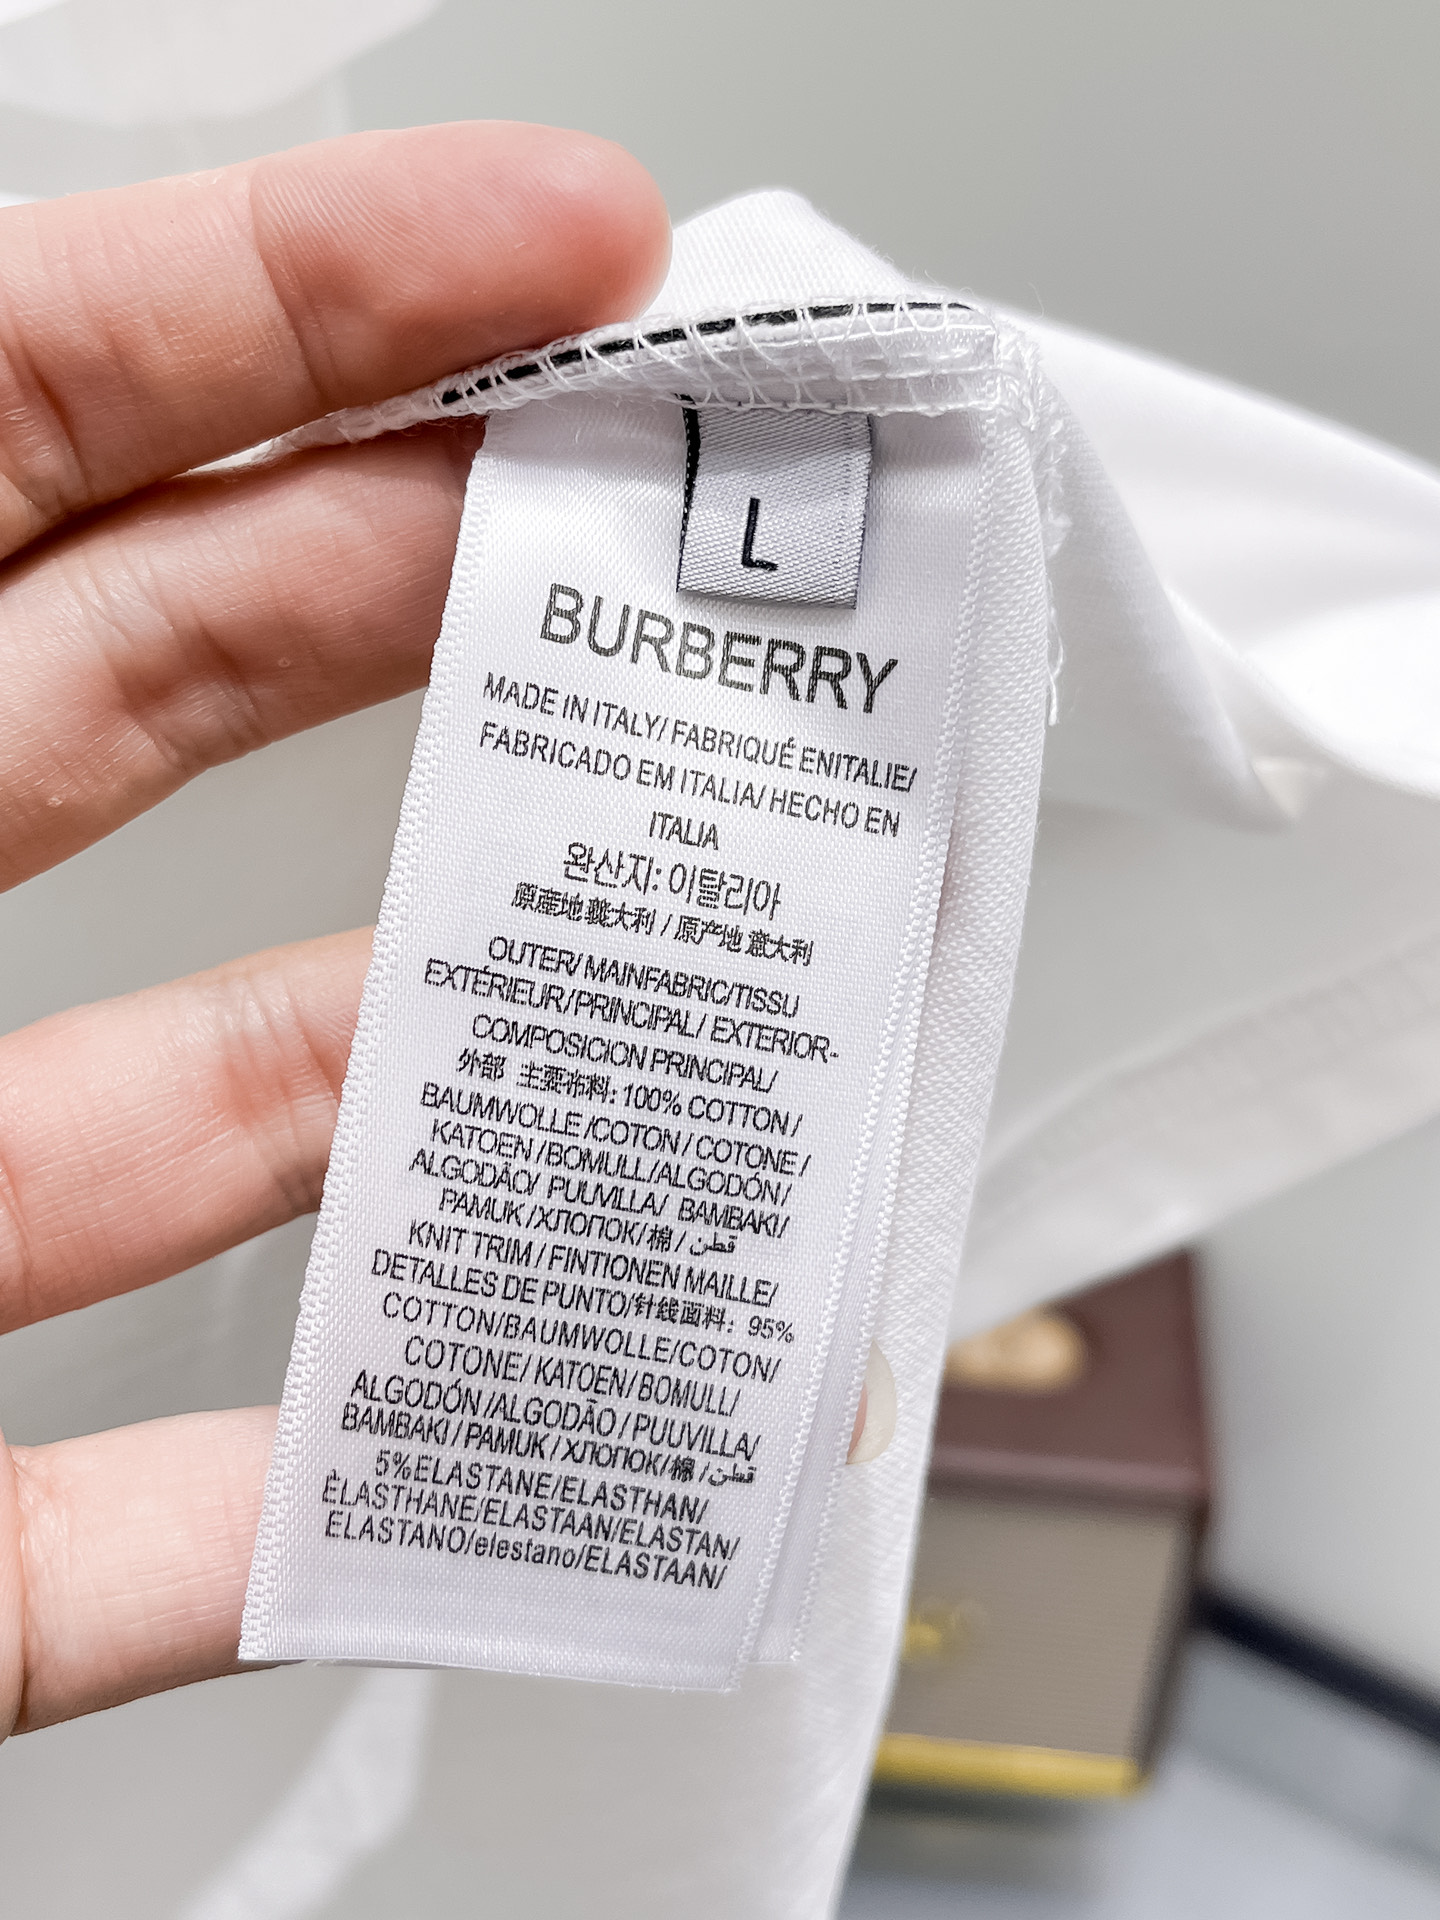 L
BURBERRY
MADE IN ITALY/ FABRIQUÉ ENITALIE/
FABRICADO EM ITALIA/ HECHO EN
ITALIA
완산지: 이탈리아
原産地 義大利 / 原产地 意大利
OUTER/ MAINFABRIC/TISSU
EXTÉRIEUR/PRINCIPAL/ EXTERIOR-
COMPOSICION PRINCIPAL/
外部 主要布料: 100% COTTON /
BAUMWOLLE /COTON / COTONE /
KATOEN /BOMULL/ALGODÓN/
ALGODÃO/ PUUVILLA/ BAMBAKI/
PAMUK /ХЛОПОК/ 棉 / قطن
KNIT TRIM / FINTIONEN MAILLE/
DETALLES DE PUNTO/针线面料: 95%
COTTON/BAUMWOLLE/COTON/
COTONE/ KATOEN/ BOMULL/
ALGODÓN /ALGODÃO / PUUVILLA/
BAMBAKI / PAMUK / ХЛОПОК/ 棉 / قطن
5%ELASTANE/ELASTHAN/
ÉLASTHANE/ELASTAAN/ELASTAN/
ELASTANO/elestano/ELASTAAN/